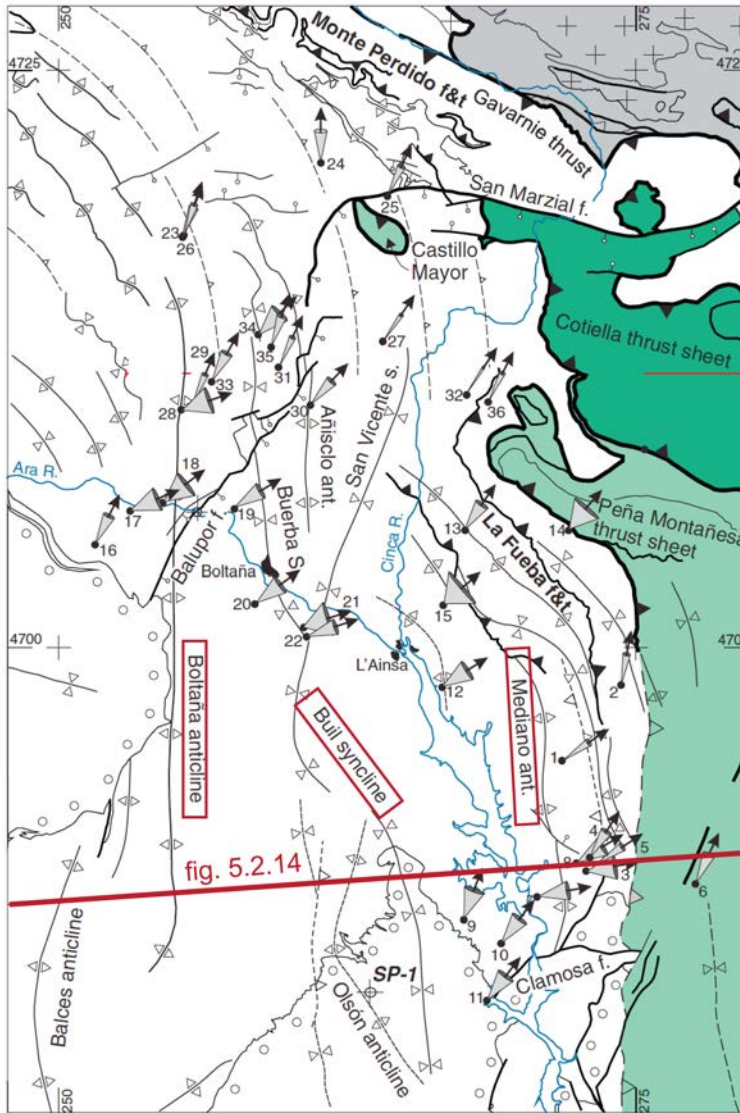 250
275
4725
4725
Monte Perdido f&t
Gavarnie thrust
24
25
San Marzial f.
23
26
Castillo
Mayor
Cotiella thrust sheet
34
35
27
29
31
33
32
36
28
30
Añisclo ant.
San Vicente s.
Ara R.
18
17
16
19
Balupor f.
Buerba S.
Cinca R.
13
La Fueba f&t
14
Peña Montañesa
thrust sheet
Boltaña
20
21
22
15
4700
4700
L'Ainsa
12
2
Boltaña anticline
Buil syncline
Mediano ant.
1
4
5
3
fig. 5.2.14
6
9
10
Clamosa f.
11
SP-1
Balces anticline
Olsón anticline
250
275